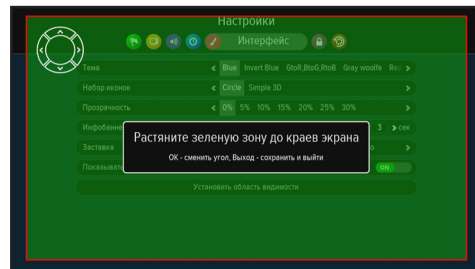 Настройки
Интерфейс
Тема Blue Invert Blue GtoR,BtoG,RtoB Gray woolfe Red
Набор иконок Circle Simple 3D
Прозрачность 0% 5% 10% 15% 20% 25% 30%
3 сек
Растяните зеленую зону до краев экрана
OK - сменить угол, Выход - сохранить и выйти
Заставка
ON
Установить область видимости